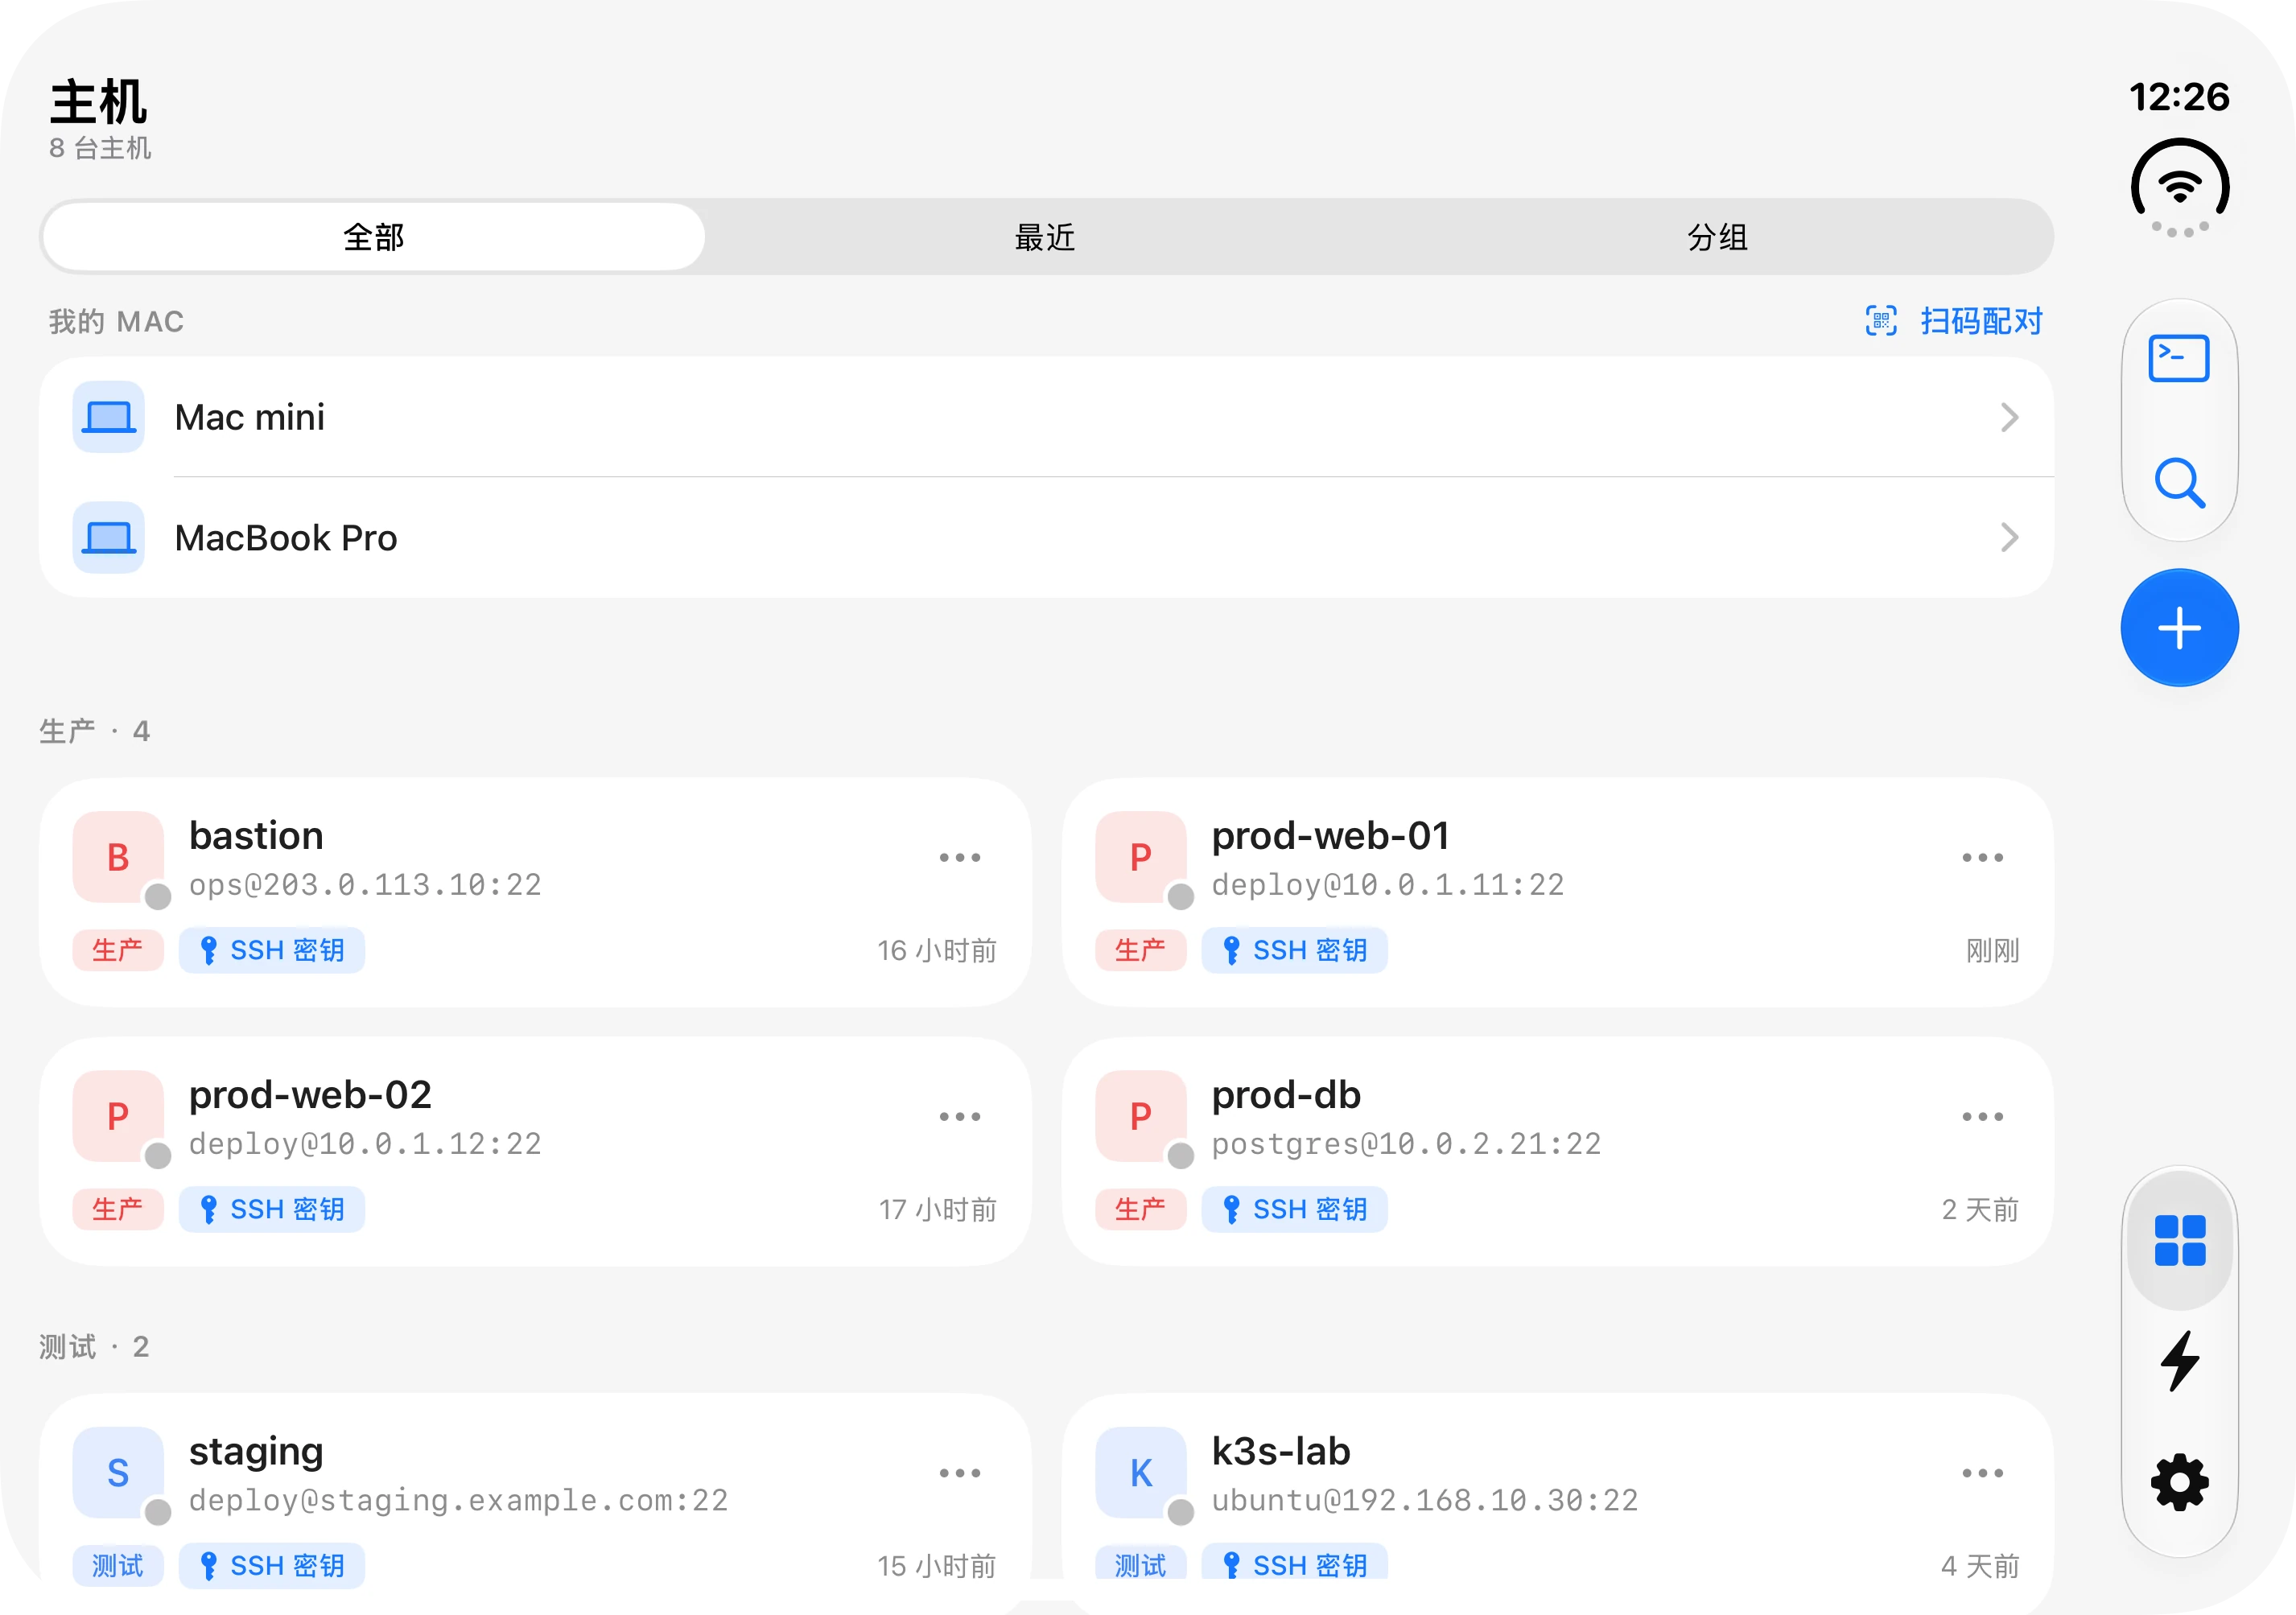 主机
8 台主机
12:26
全部
最近
分组
我的 MAC
扫码配对
Mac mini
MacBook Pro
生产 · 4
B
bastion
ops@203.0.113.10:22
生产
SSH 密钥
16 小时前
P
prod-web-01
deploy@10.0.1.11:22
生产
SSH 密钥
刚刚
P
prod-web-02
deploy@10.0.1.12:22
生产
SSH 密钥
17 小时前
P
prod-db
postgres@10.0.2.21:22
生产
SSH 密钥
2 天前
测试 · 2
S
staging
deploy@staging.example.com:22
测试
SSH 密钥
15 小时前
K
k3s-lab
ubuntu@192.168.10.30:22
测试
SSH 密钥
4 天前